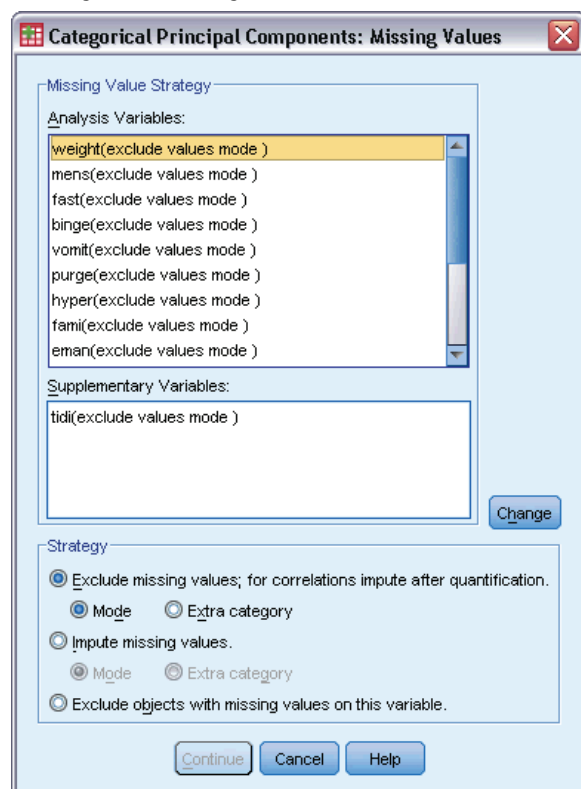 Categorical Principal Components: Missing Values
Missing Value Strategy
Analysis Variables:
weight(exclude values mode )
mens(exclude values mode )
fast(exclude values mode )
binge(exclude values mode )
vomit(exclude values mode )
purge(exclude values mode )
hyper(exclude values mode )
fami(exclude values mode )
eman(exclude values mode )
Supplementary Variables:
tidi(exclude values mode )
Change
Strategy
Exclude missing values; for correlations impute after quantification.
Mode Extra category
Impute missing values.
Mode Extra category
Exclude objects with missing values on this variable.
Continue Cancel Help